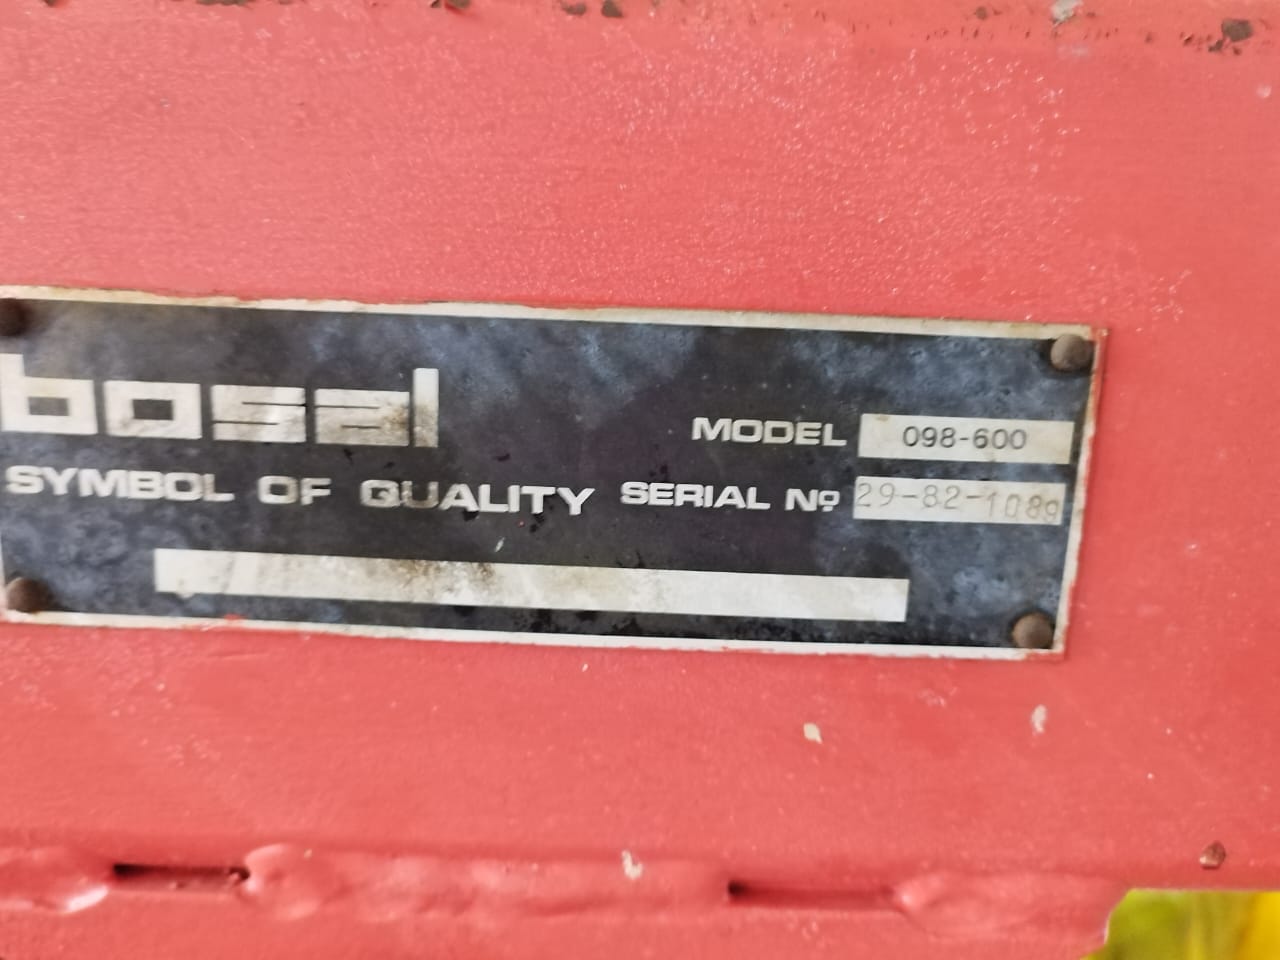 bosal
MODEL 098-600
SYMBOL OF QUALITY SERIAL Nº 29-82-1089